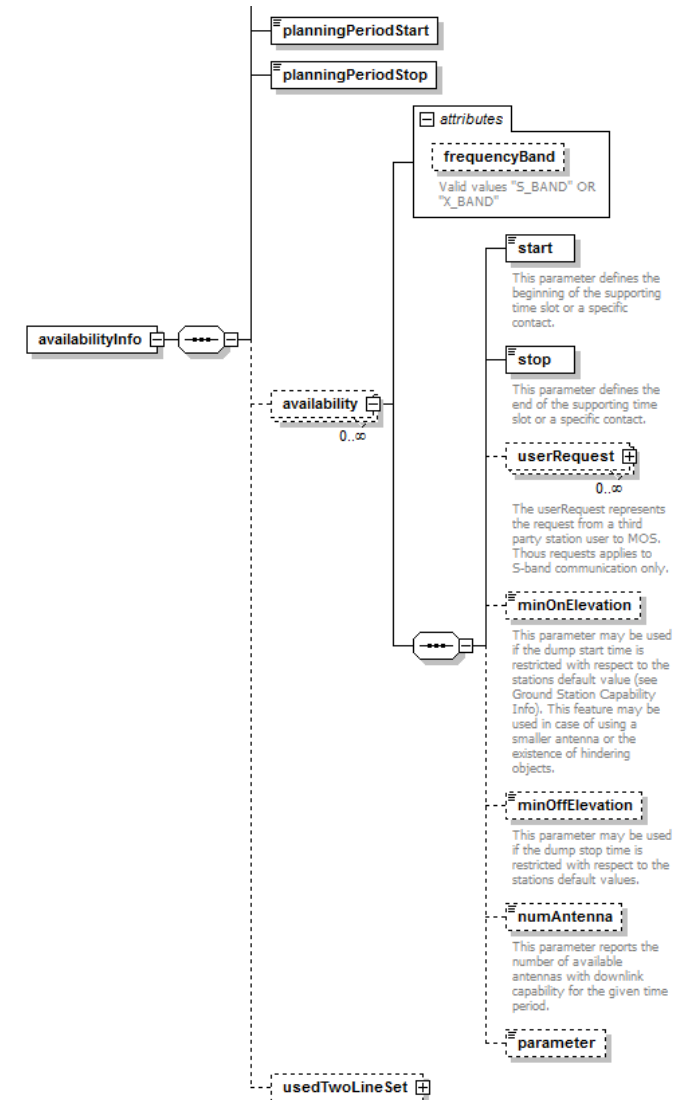 planningPeriodStart
planningPeriodStop
attributes
frequencyBand
Valid values "S_BAND" OR
"X_BAND"
start
This parameter defines the
beginning of the supporting
time slot or a specific
contact.
availabilityInfo
stop
This parameter defines the
end of the supporting time
slot or a specific contact.
availability
0..∞
userRequest
0..∞
The userRequest represents
the request from a third
party station user to MOS.
Thous requests applies to
S-band communication only.
minOnElevation
This parameter may be used
if the dump start time is
restricted with respect to the
stations default value (see
Ground Station Capability
Info). This feature may be
used in case of using a
smaller antenna or the
existence of hindering
objects.
minOffElevation
This parameter may be used
if the dump stop time is
restricted with respect to the
stations default values.
numAntenna
This parameter reports the
number of available
antennas with downlink
capability for the given time
period.
parameter
usedTwoLineSet